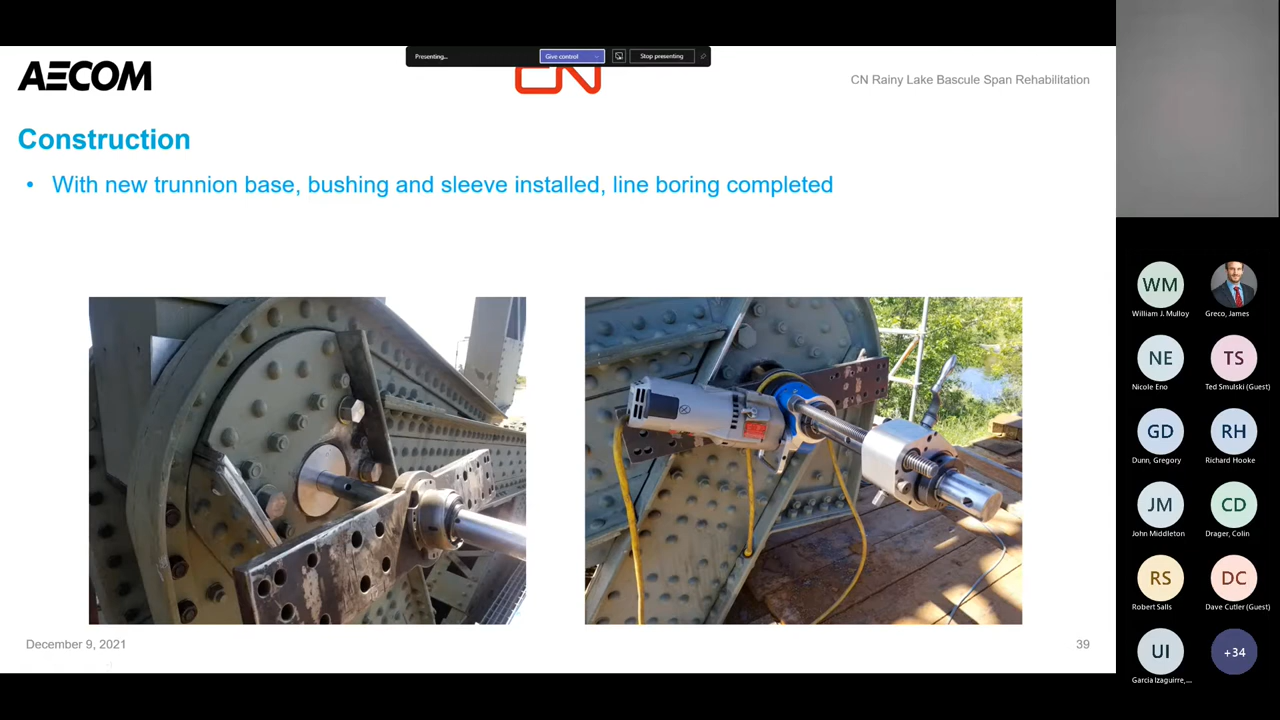 Presenting...
Give control
Stop presenting
AECOM
CN
CN Rainy Lake Bascule Span Rehabilitation
Construction
• With new trunnion base, bushing and sleeve installed, line boring completed
December 9, 2021
39
WM
William J. Mulloy
Greco, James
NE
Nicole Eno
TS
Ted Smulski (Guest)
GD
Dunn, Gregory
RH
Richard Hooke
JM
John Middleton
CD
Drager, Colin
RS
Robert Salls
DC
Dave Cutler (Guest)
UI
Garcia Izaguirre,...
+34